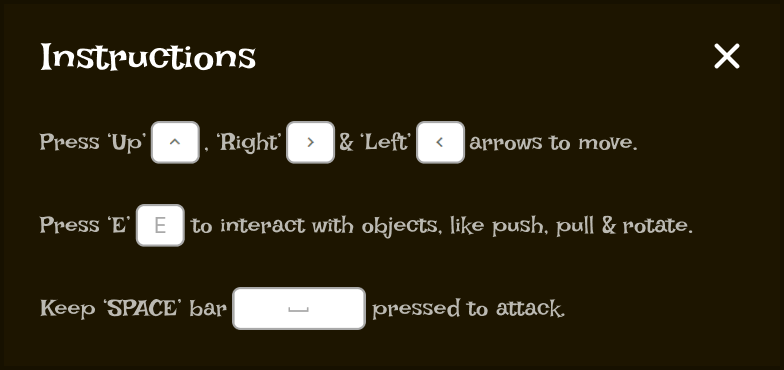 Instructions
Press ‘Up’ ^ , ‘Right’ > & ‘Left’ < arrows to move.
Press ‘E’ E to interact with objects, like push, pull & rotate.
Keep ‘SPACE’ bar pressed to attack.